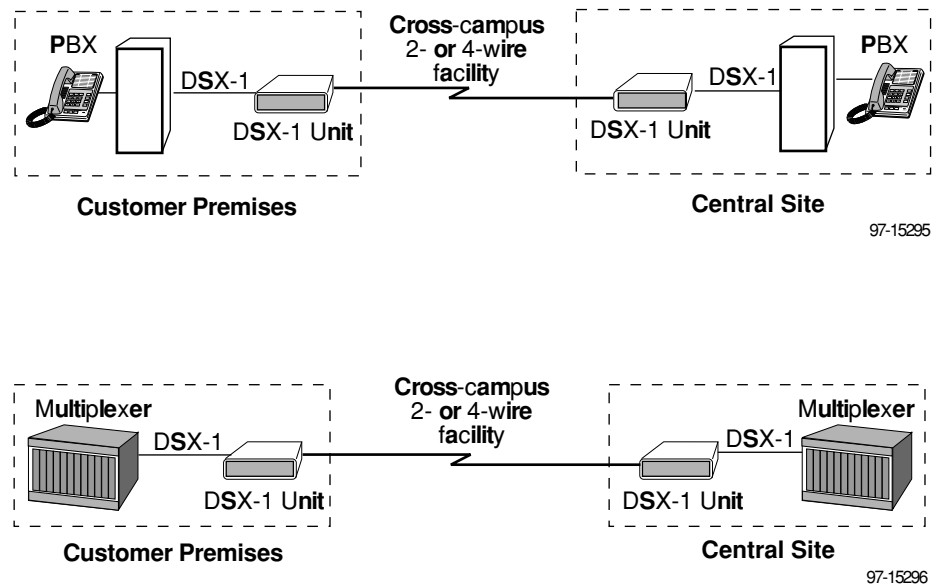 Cross-campus
2- or 4-wire
facility
PBX
PBX
DSX-1
DSX-1
DSX-1 Unit
DSX-1 Unit
Customer Premises
Central Site
97-15295
Cross-campus
2- or 4-wire
facility
Multiplexer
Multiplexer
DSX-1
DSX-1
DSX-1 Unit
DSX-1 Unit
Customer Premises
Central Site
97-15296